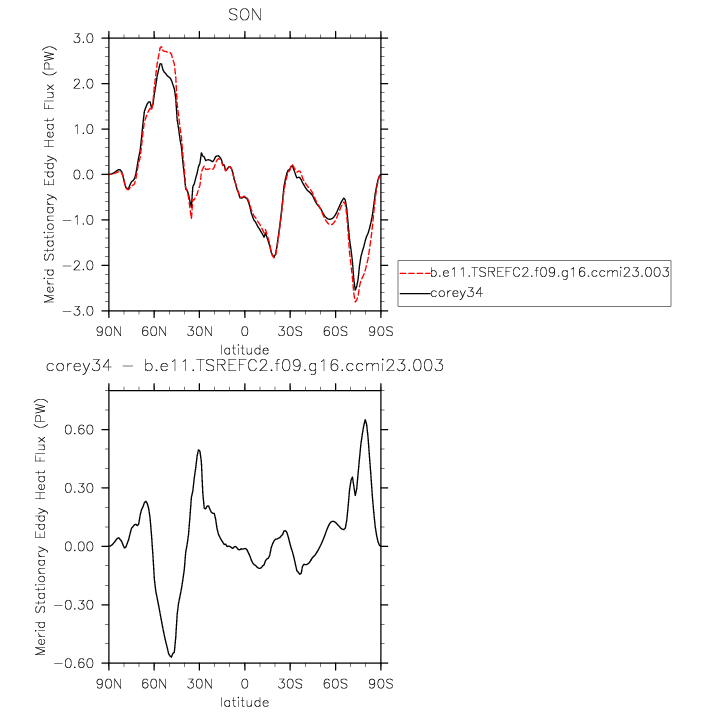 SON
Merid Stationary Eddy Heat Flux (PW)
3.0
2.0
1.0
0.0
−1.0
−2.0
−3.0
90N 60N 30N 0 30S 60S 90S
latitude
b.e11.TSREFC2.f09.g16.ccmi23.003
corey34
corey34 − b.e11.TSREFC2.f09.g16.ccmi23.003
Merid Stationary Eddy Heat Flux (PW)
0.60
0.30
0.00
−0.30
−0.60
90N 60N 30N 0 30S 60S 90S
latitude